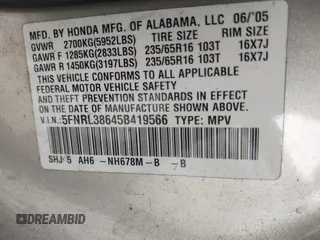 MFD. BY HONDA MFG. OF ALABAMA, LLC 06/'05
GVWR 2700KG(5952LBS) TIRE SIZE RIM SIZE
GAWR F 1285KG(2833LBS) 235/65R16 103T 16X7J
GAWR R 1450KG(3197LBS) 235/65R16 103T 16X7J
THIS VEHICLE CONFORMS TO ALL APPLICABLE
FEDERAL MOTOR VEHICLE SAFETY STANDARDS
IN EFFECT ON THE DATE OF MANUFACTURE
SHOWN ABOVE.
V.I.N.: 5FNRL38645B419566 TYPE: MPV
SHJ 5 AH6 -NH678M-B -B
DREAMBID